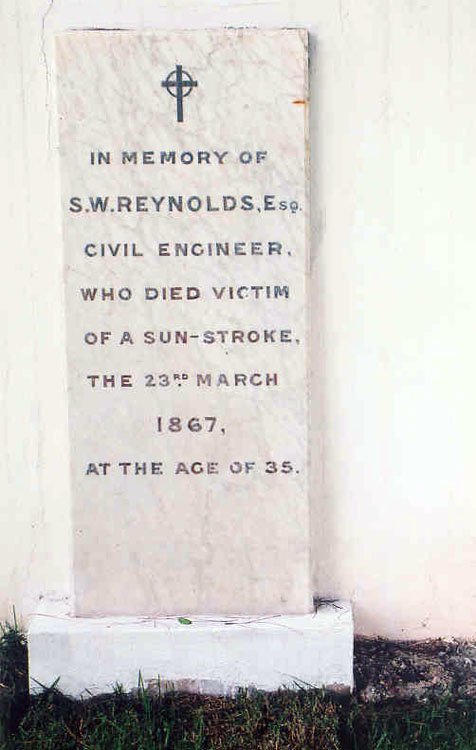 IN MEMORY OF
S.W. REYNOLDS, ESQ.
CIVIL ENGINEER,
WHO DIED VICTIM
OF A SUN-STROKE,
THE 23RD MARCH
1867,
AT THE AGE OF 35.